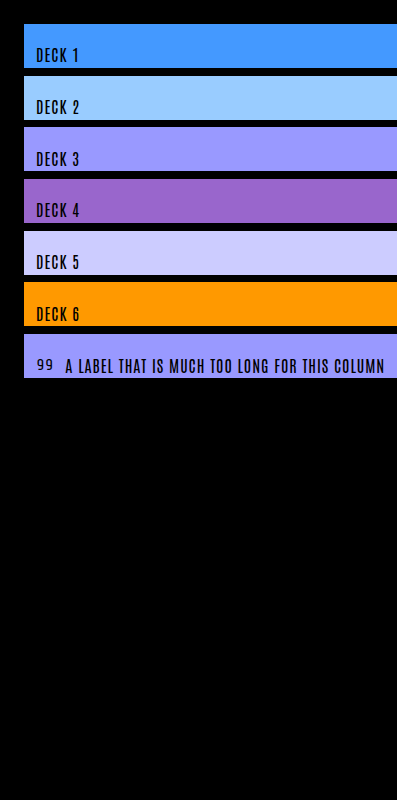 DECK 1
DECK 2
DECK 3
DECK 4
DECK 5
DECK 6
99 A LABEL THAT IS MUCH TOO LONG FOR THIS COLUMN